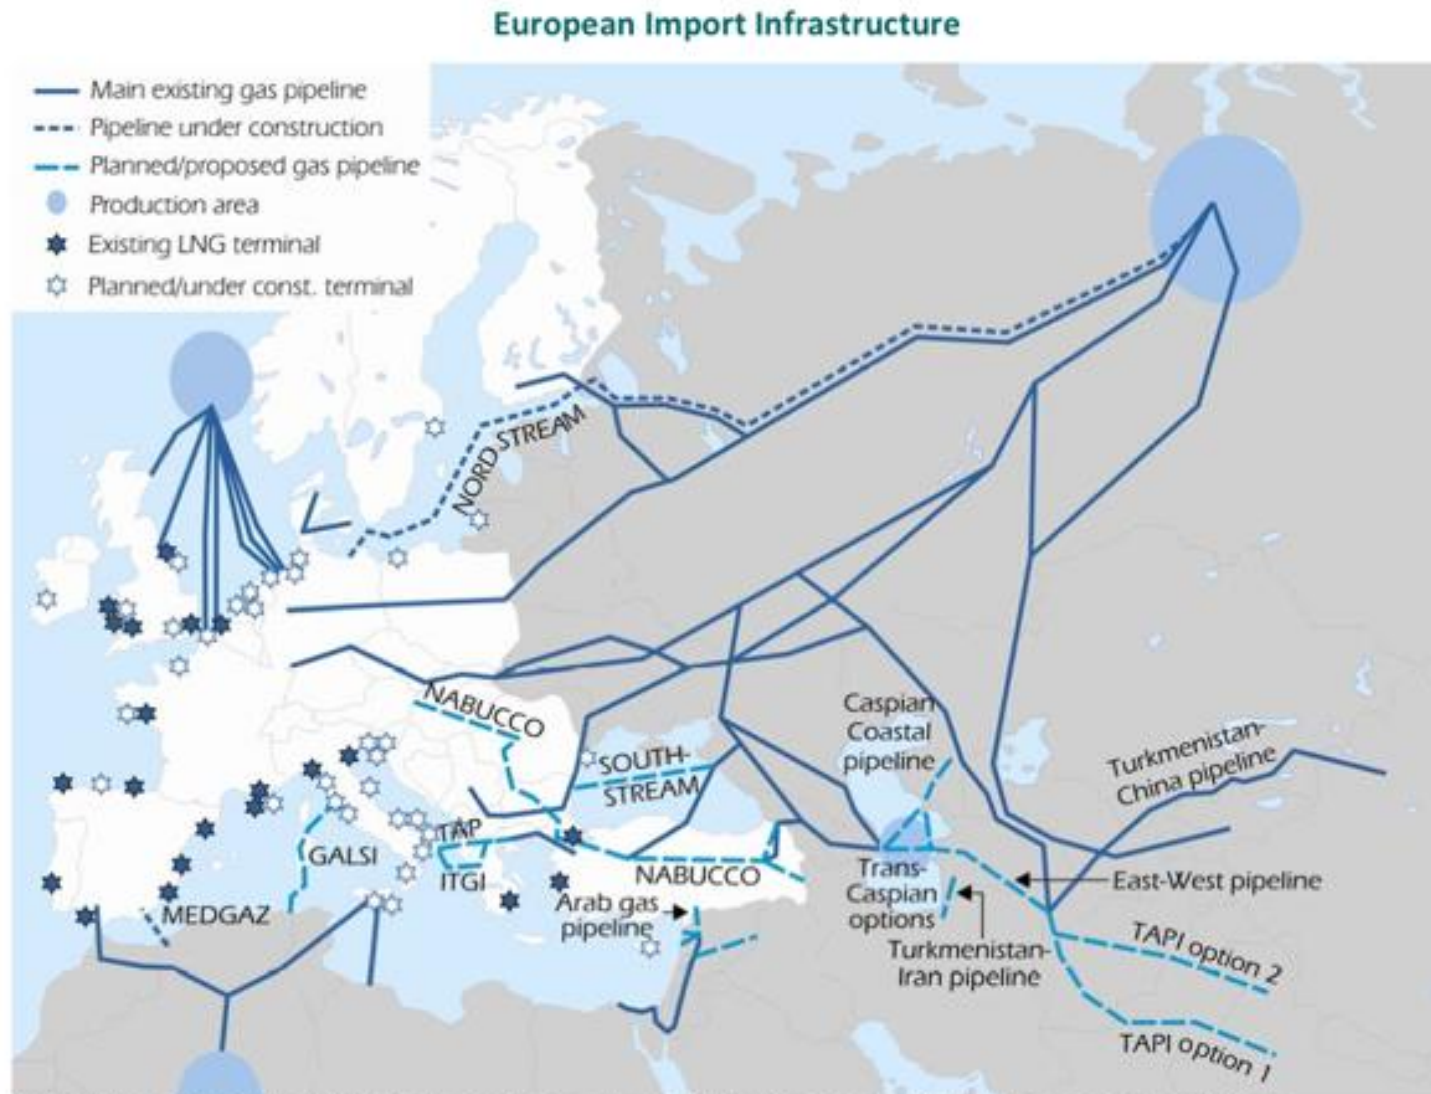 European Import Infrastructure
Main existing gas pipeline
Pipeline under construction
Planned/proposed gas pipeline
Production area
Existing LNG terminal
Planned/under const. terminal
NORD STREAM
NABUCCO
SOUTH-
STREAM
Caspian
Coastal
pipeline
Turkmenistan-
China pipeline
TAP
GALSI
ITGI
NABUCCO
MEDGAZ
Arab gas
pipeline
Trans-
Caspian
options
East-West pipeline
Turkmenistan-
Iran pipeline
TAPI option 2
TAPI option 1